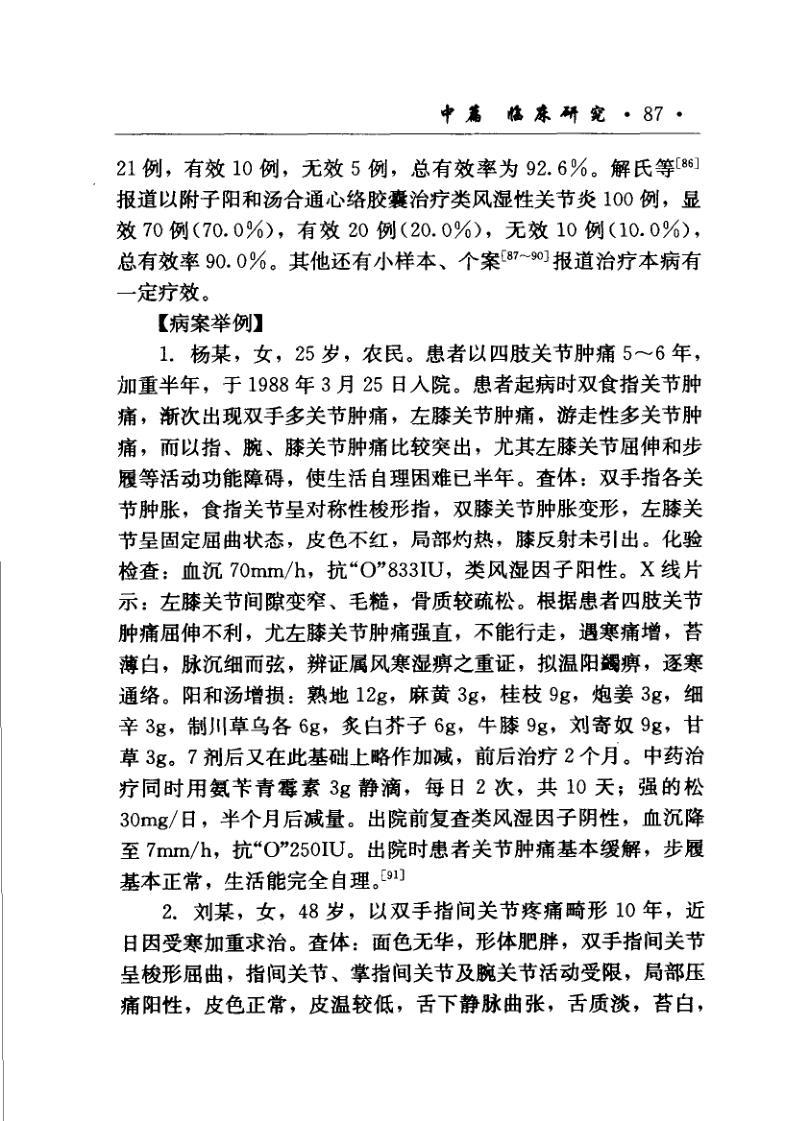 中篇 临床研究 · 87 ·
21 例，有效 10 例，无效 5 例，总有效率为 92.6%。解氏等[86]
报道以附子阳和汤合通心络胶囊治疗类风湿性关节炎 100 例，显
效 70 例(70.0%)，有效 20 例(20.0%)，无效 10 例(10.0%)，
总有效率 90.0%。其他还有小样本、个案[87～90]报道治疗本病有
一定疗效。
【病案举例】
1. 杨某，女，25 岁，农民。患者以四肢关节肿痛 5～6 年，
加重半年，于 1988 年 3 月 25 日入院。患者起病时双食指关节肿
痛，渐次出现双手多关节肿痛，左膝关节肿痛，游走性多关节肿
痛，而以指、腕、膝关节肿痛比较突出，尤其左膝关节屈伸和步
履等活动功能障碍，使生活自理困难已半年。查体：双手指各关
节肿胀，食指关节呈对称性梭形指，双膝关节肿胀变形，左膝关
节呈固定屈曲状态，皮色不红，局部灼热，膝反射未引出。化验
检查：血沉 70mm/h，抗“O”833IU，类风湿因子阳性。X 线片
示：左膝关节间隙变窄、毛糙，骨质较疏松。根据患者四肢关节
肿痛屈伸不利，尤左膝关节肿痛强直，不能行走，遇寒痛增，苔
薄白，脉沉细而弦，辨证属风寒湿痹之重证，拟温阳蠲痹，逐寒
通络。阳和汤增损：熟地 12g，麻黄 3g，桂枝 9g，炮姜 3g，细
辛 3g，制川草乌各 6g，炙白芥子 6g，牛膝 9g，刘寄奴 9g，甘
草 3g。7 剂后又在此基础上略作加减，前后治疗 2 个月。中药治
疗同时用氨苄青霉素 3g 静滴，每日 2 次，共 10 天；强的松
30mg/日，半个月后减量。出院前复查类风湿因子阴性，血沉降
至 7mm/h，抗“O”250IU。出院时患者关节肿痛基本缓解，步履
基本正常，生活能完全自理。[91]
2. 刘某，女，48 岁，以双手指间关节疼痛畸形 10 年，近
日因受寒加重求治。查体：面色无华，形体肥胖，双手指间关节
呈梭形屈曲，指间关节、掌指间关节及腕关节活动受限，局部压
痛阳性，皮色正常，皮温较低，舌下静脉曲张，舌质淡，苔白，